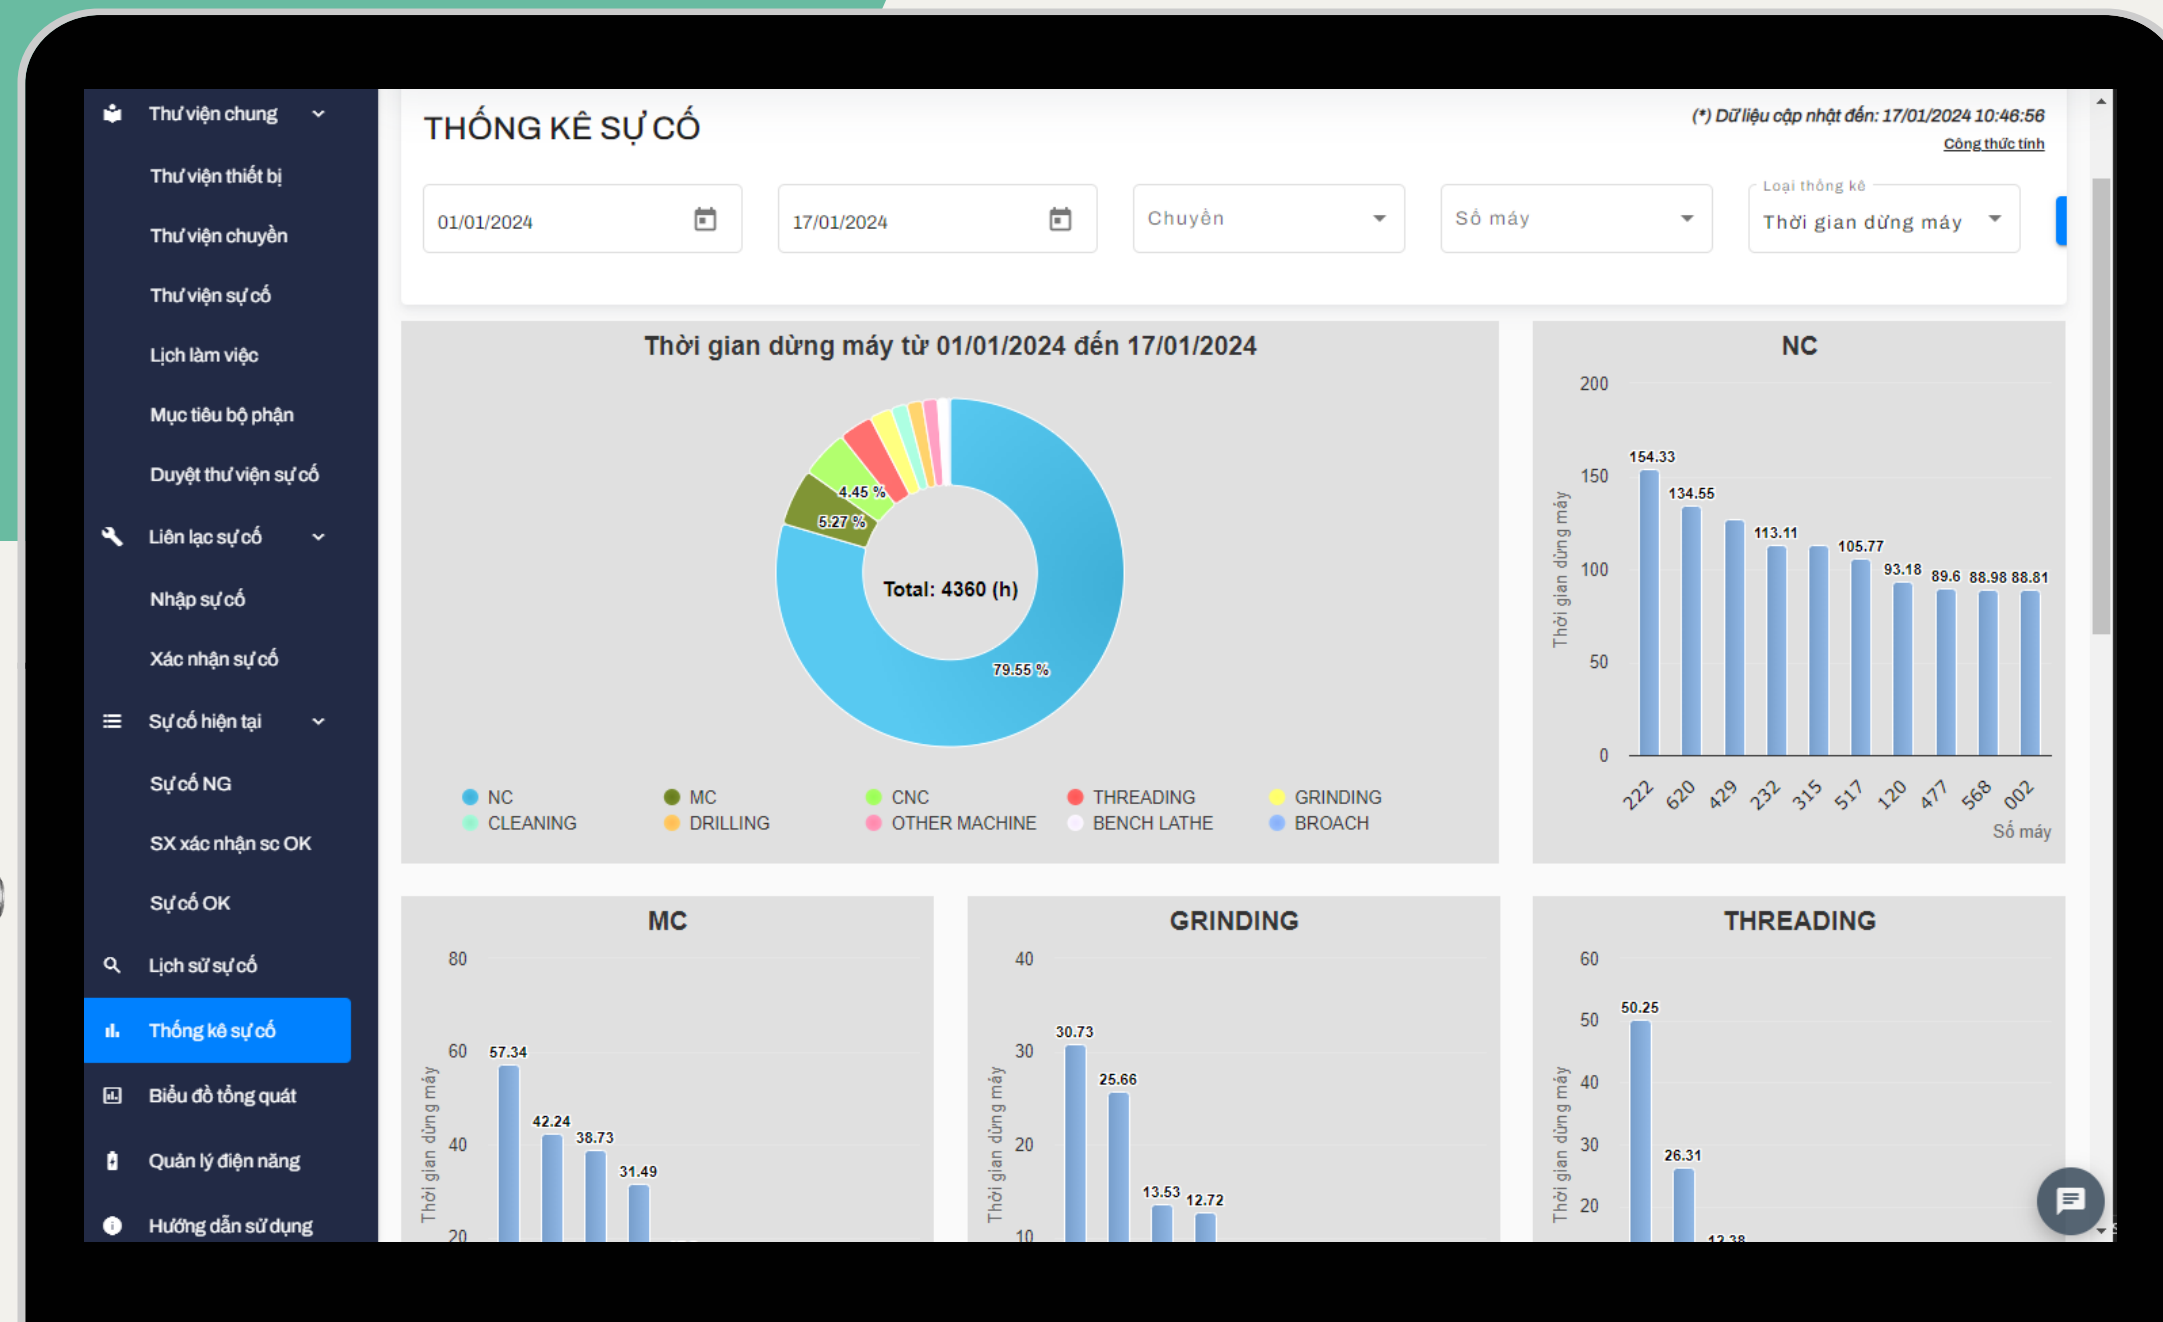 Thư viện chung
Thư viện thiết bị
Thư viện chuyền
Thư viện sự cố
Lịch làm việc
Mục tiêu bộ phận
Duyệt thư viện sự cố
Liên lạc sự cố
Nhập sự cố
Xác nhận sự cố
Sự cố hiện tại
Sự cố NG
SX xác nhận sc OK
Sự cố OK
Lịch sử sự cố
Thống kê sự cố
Biểu đồ tổng quát
Quản lý điện năng
Hướng dẫn sử dụng
THỐNG KÊ SỰ CỐ
(*) Dữ liệu cập nhật đến: 17/01/2024 10:46:56
Công thức tính
01/01/2024
17/01/2024
Chuyền
Số máy
Loại thống kê
Thời gian dừng máy
Thời gian dừng máy từ 01/01/2024 đến 17/01/2024
4.45 %
5.27 %
Total: 4360 (h)
79.55 %
NC MC CNC THREADING GRINDING
CLEANING DRILLING OTHER MACHINE BENCH LATHE BROACH
NC
Thời gian dừng máy
200
150
100
50
0
154.33
134.55
113.11
105.77
93.18
89.6
88.98
88.81
222 620 429 232 315 517 120 477 568 002
Số máy
MC
Thời gian dừng máy
80
60
40
20
57.34
42.24
38.73
31.49
GRINDING
Thời gian dừng máy
40
30
20
10
30.73
25.66
13.53
12.72
THREADING
Thời gian dừng máy
60
50
40
30
20
50.25
26.31
12.38